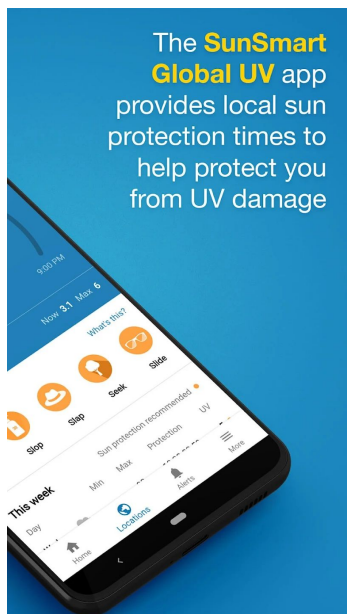 The SunSmart
Global UV app
provides local sun
protection times to
help protect you
from UV damage
9:00 PM
Now 3.1 Max 6
What's this?
Slop Slap Seek Slide
Sun protection recommended
This week
Day Min Max Protection UV
Home Locations Alerts More